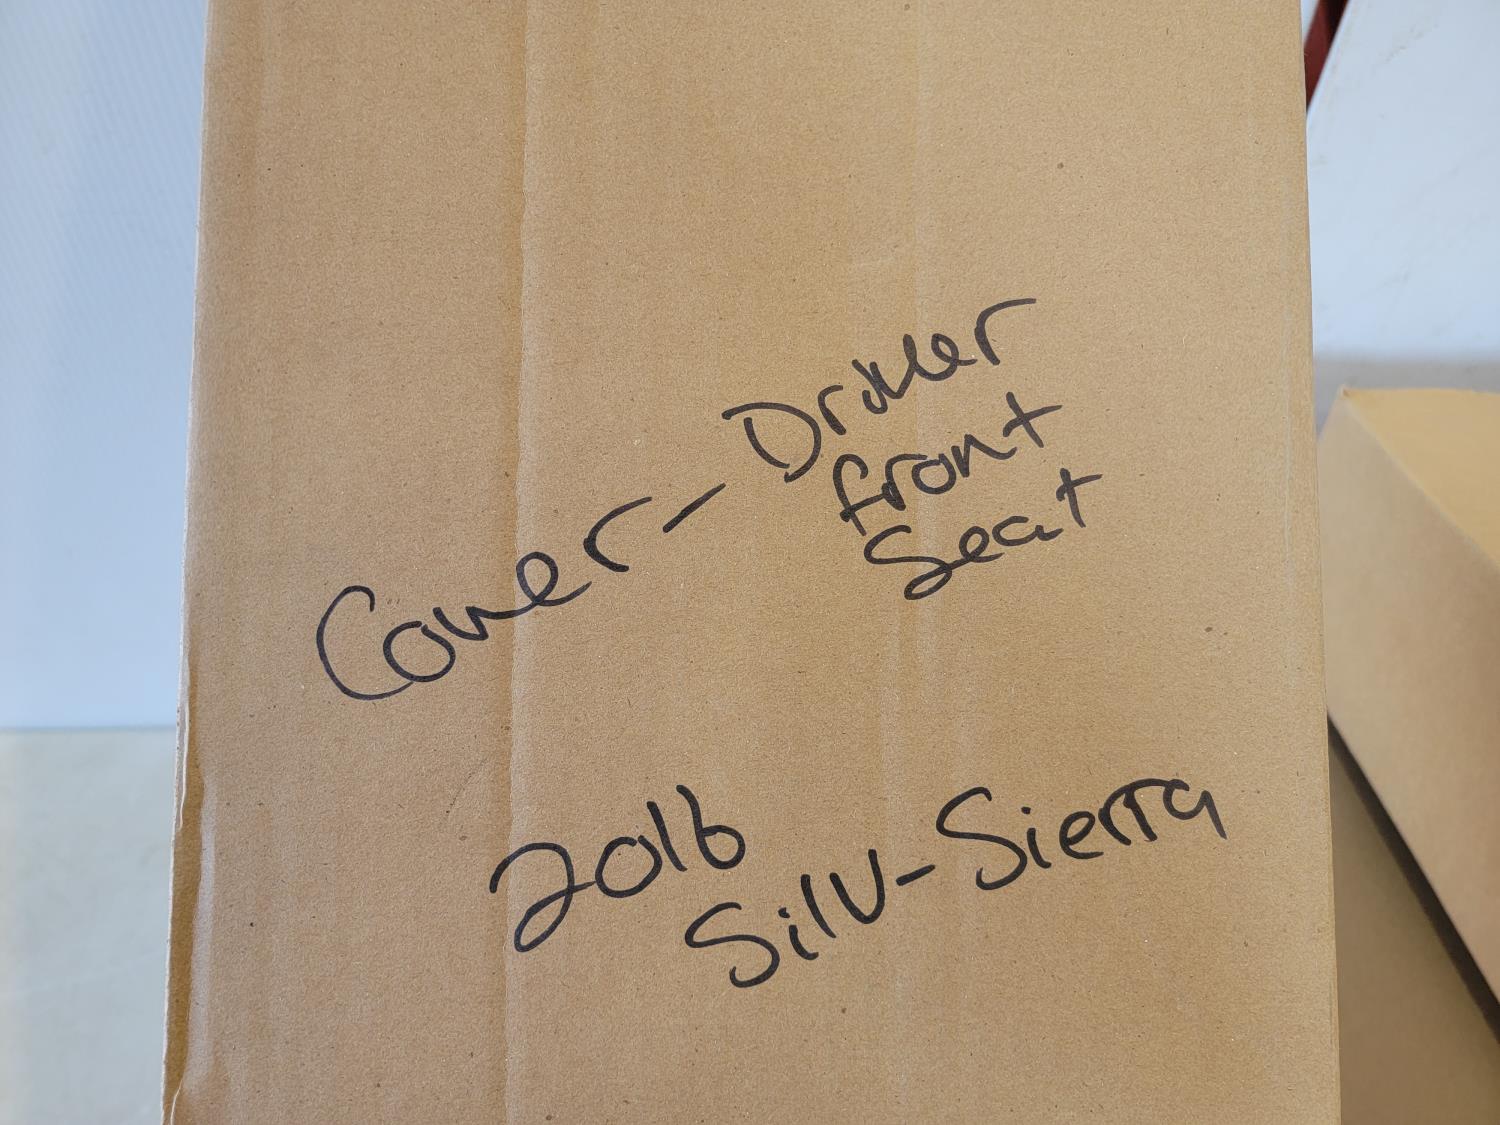 Cover - Driver
front
Seat
2016
Silv-Sierra